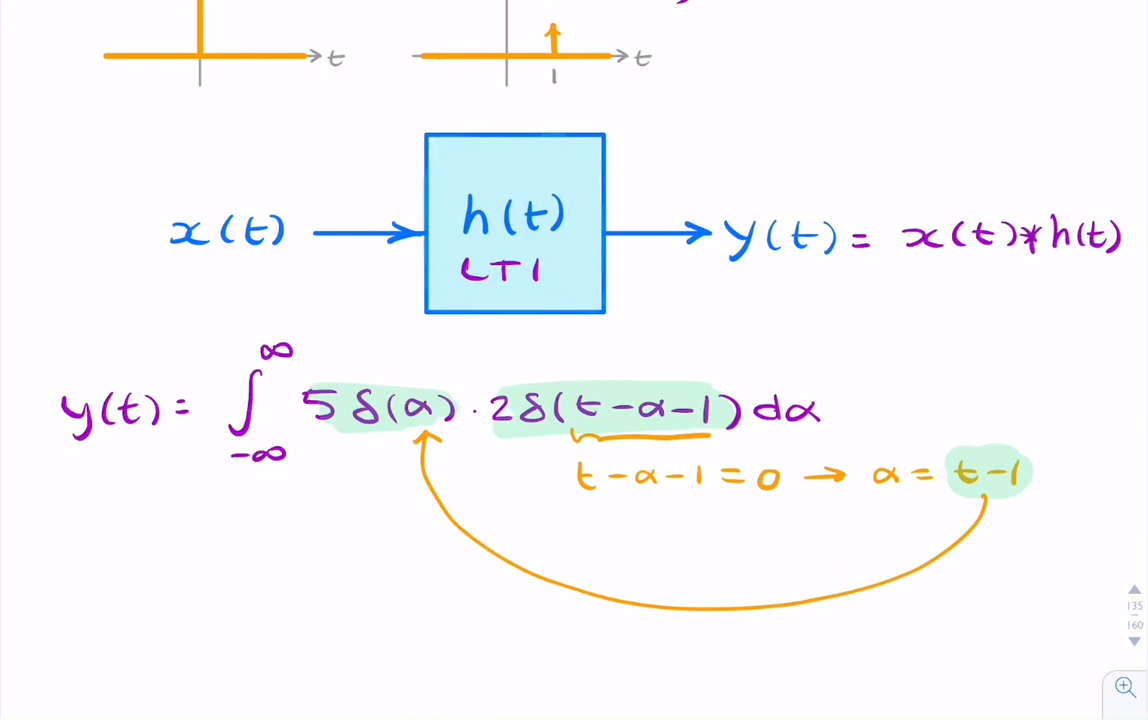 t t
1
h(t)
x(t) y(t) = x(t)*h(t)
LTI
∞
y(t) = ∫ 5δ(α) · 2δ(t-α-1) dα
-∞
t-α-1 = 0 → α = t-1
135
160